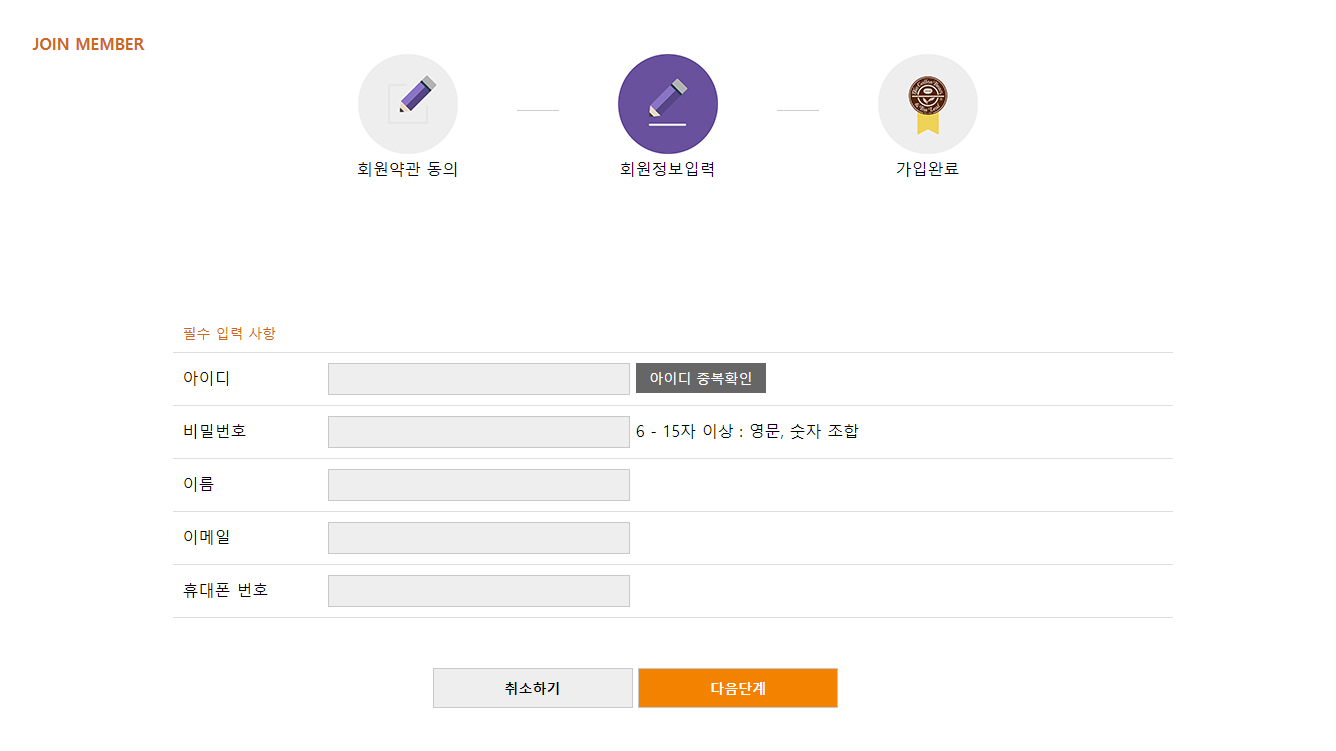 JOIN MEMBER
회원약관 동의
회원정보입력
가입완료
필수 입력 사항
아이디
아이디 중복확인
비밀번호
6 - 15자 이상 : 영문, 숫자 조합
이름
이메일
휴대폰 번호
취소하기
다음단계